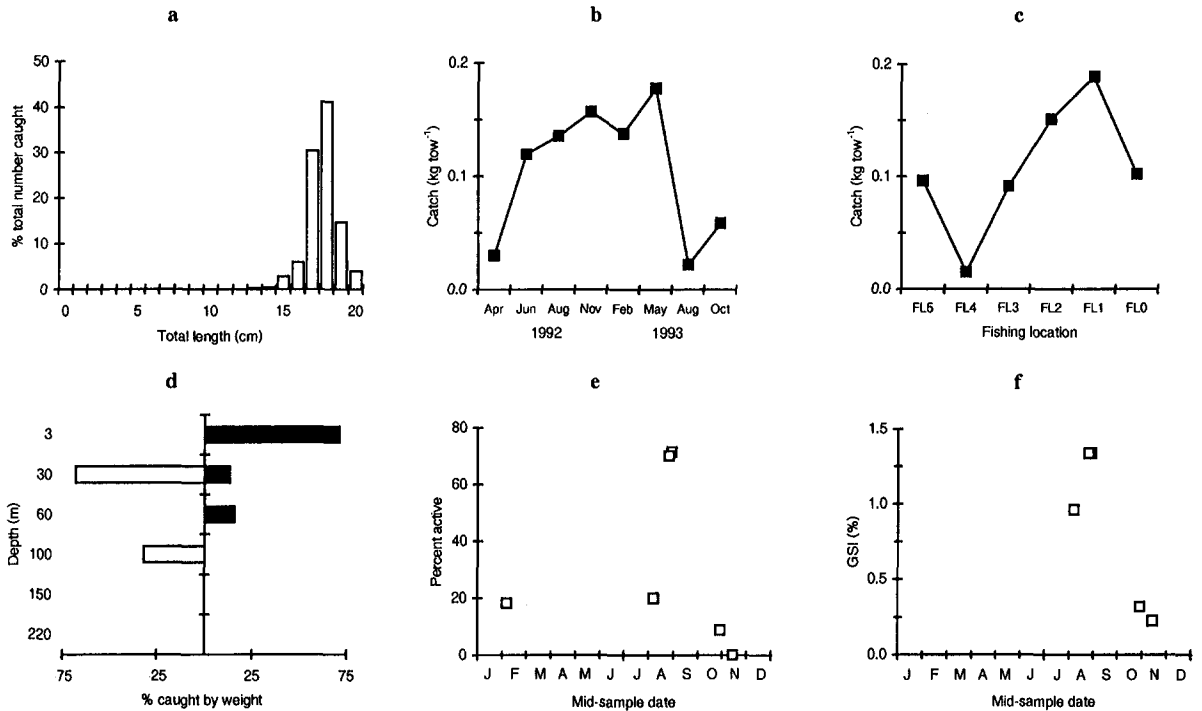 a
50
40
30
20
10
0
% total number caught
0 5 10 15 20
Total length (cm)
b
0.2
0.1
0.0
Catch (kg tow⁻¹)
Apr Jun Aug Nov Feb May Aug Oct
1992 1993
c
0.2
0.1
0.0
Catch (kg tow⁻¹)
FL5 FL4 FL3 FL2 FL1 FL0
Fishing location
d
3
30
60
100
150
220
Depth (m)
75 25 25 75
% caught by weight
e
80
60
40
20
0
Percent active
J F M A M J J A S O N D
Mid-sample date
f
1.5
1.0
0.5
0.0
GSI (%)
J F M A M J J A S O N D
Mid-sample date